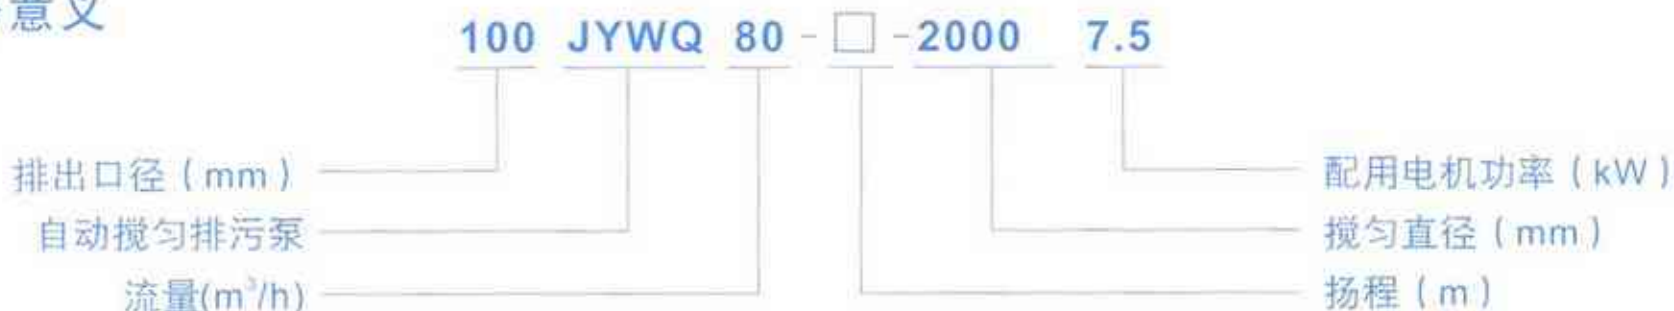 意义
100 JYWQ 80 - □ - 2000 7.5
排出口径（mm）
自动搅匀排污泵
流量(m³/h)
配用电机功率（kW）
搅匀直径（mm）
扬程（m）